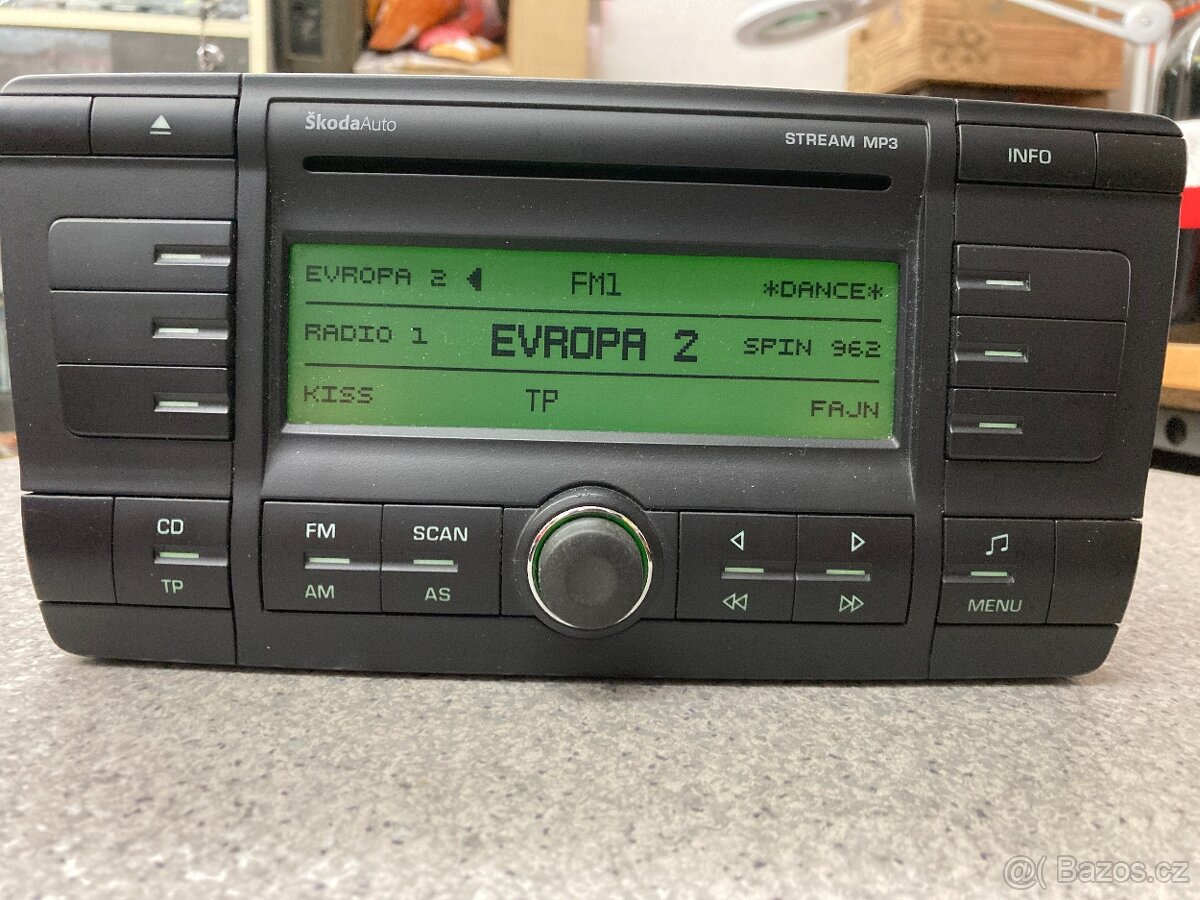 ŠkodaAuto
STREAM MP3
INFO
EVROPA 2 FM1 *DANCE*
RADIO 1 EVROPA 2 SPIN 962
KISS TP FAJN
CD
TP
FM
AM
SCAN
AS
MENU
@( Bazos.cz